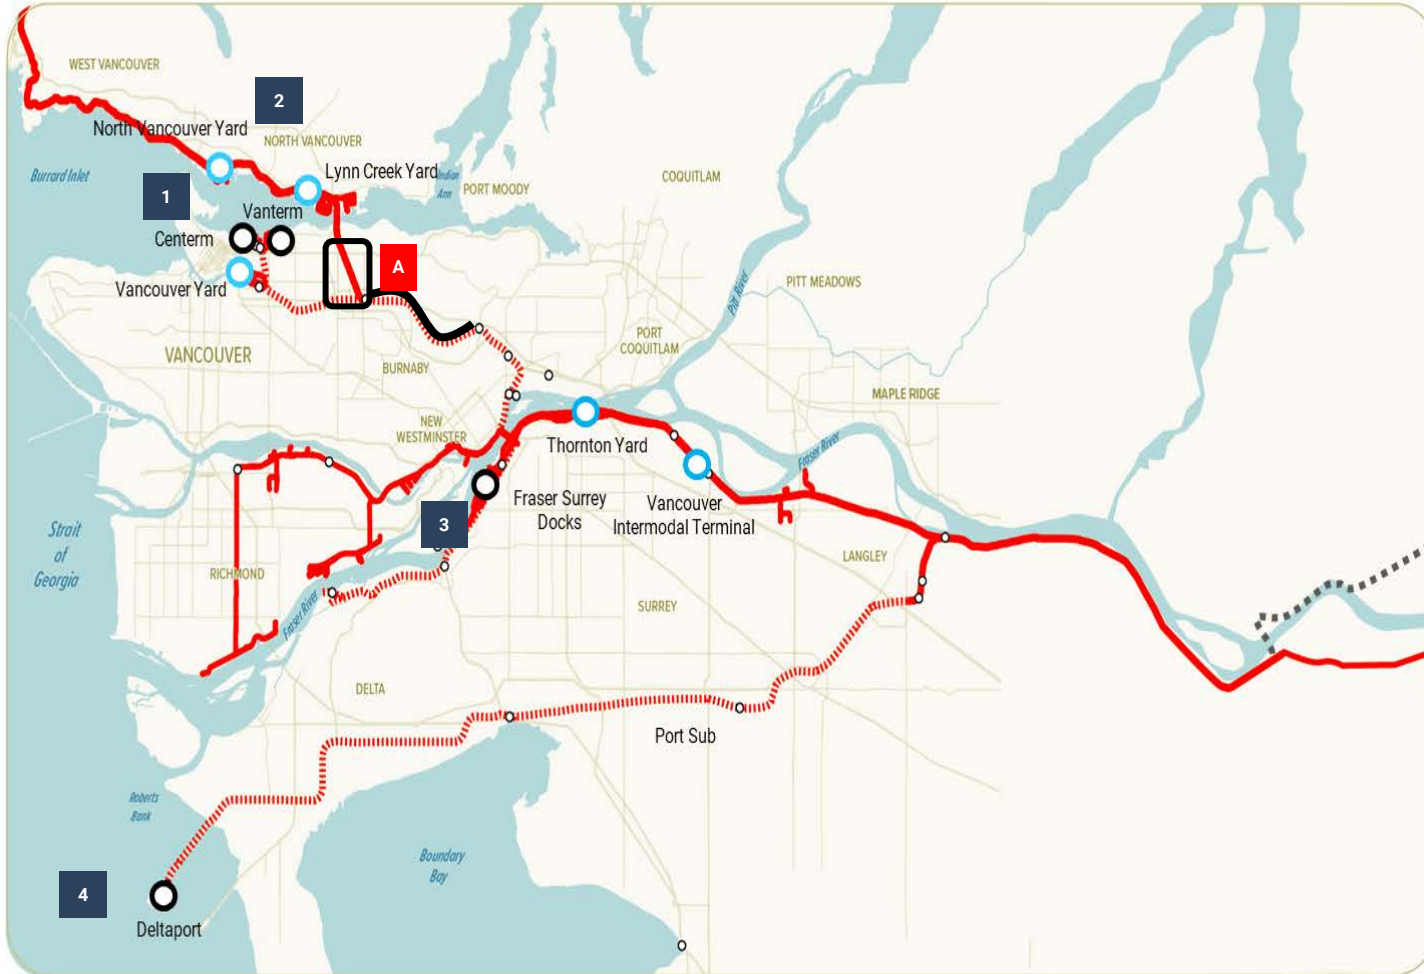 WEST VANCOUVER
2
North Vancouver Yard
NORTH VANCOUVER
Lynn Creek Yard
Burrard Inlet
Indian
Arm
PORT MOODY
COQUITLAM
1
Vanterm
Centerm
A
Vancouver Yard
Pitt River
PITT MEADOWS
VANCOUVER
PORT
COQUITLAM
BURNABY
MAPLE RIDGE
NEW
WESTMINSTER
Thornton Yard
Fraser River
Fraser Surrey
Docks
Vancouver
Intermodal Terminal
3
Strait
of
Georgia
LANGLEY
RICHMOND
Fraser River
SURREY
DELTA
Port Sub
Roberts
Bank
Boundary
Bay
4
Deltaport